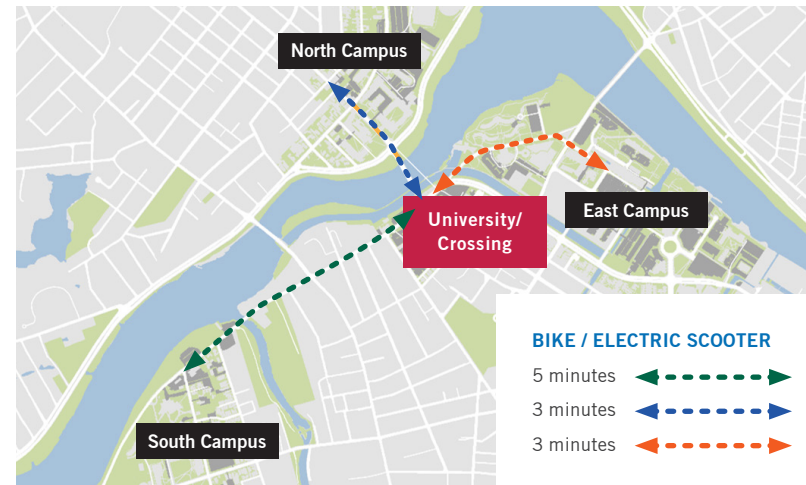 North Campus
East Campus
University/
Crossing
BIKE / ELECTRIC SCOOTER
5 minutes
3 minutes
3 minutes
South Campus